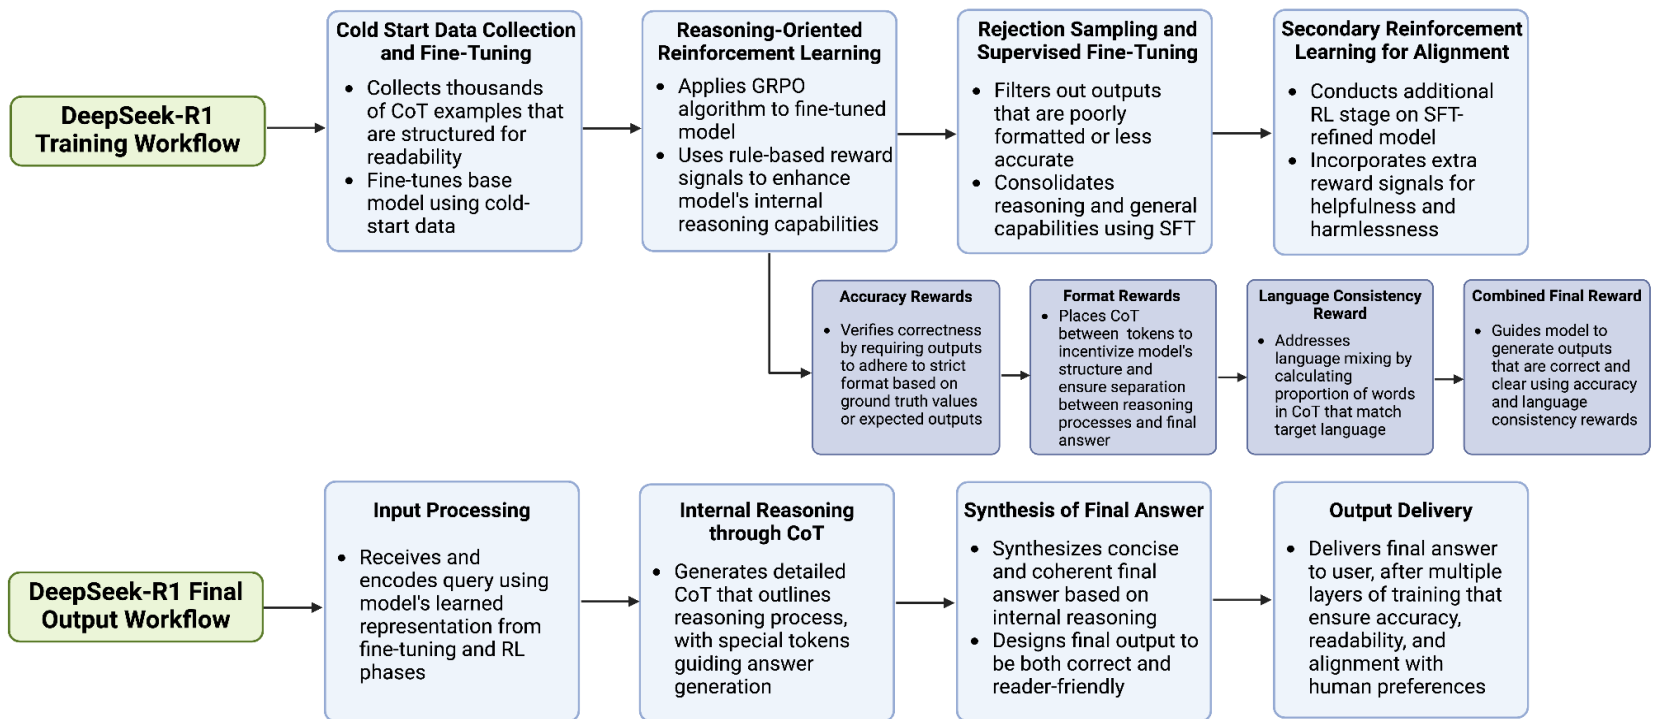 DeepSeek-R1
Training Workflow
Cold Start Data Collection
and Fine-Tuning
• Collects thousands
of CoT examples that
are structured for
readability
• Fine-tunes base
model using cold-
start data
Reasoning-Oriented
Reinforcement Learning
• Applies GRPO
algorithm to fine-tuned
model
• Uses rule-based reward
signals to enhance
model's internal
reasoning capabilities
Rejection Sampling and
Supervised Fine-Tuning
• Filters out outputs
that are poorly
formatted or less
accurate
• Consolidates
reasoning and general
capabilities using SFT
Secondary Reinforcement
Learning for Alignment
• Conducts additional
RL stage on SFT-
refined model
• Incorporates extra
reward signals for
helpfulness and
harmlessness
Accuracy Rewards
• Verifies correctness
by requiring outputs
to adhere to strict
format based on
ground truth values
or expected outputs
Format Rewards
• Places CoT
between tokens to
incentivize model's
structure and
ensure separation
between reasoning
processes and final
answer
Language Consistency
Reward
• Addresses
language mixing by
calculating
proportion of words
in CoT that match
target language
Combined Final Reward
• Guides model to
generate outputs
that are correct and
clear using accuracy
and language
consistency rewards
DeepSeek-R1 Final
Output Workflow
Input Processing
• Receives and
encodes query using
model's learned
representation from
fine-tuning and RL
phases
Internal Reasoning
through CoT
• Generates detailed
CoT that outlines
reasoning process,
with special tokens
guiding answer
generation
Synthesis of Final Answer
• Synthesizes concise
and coherent final
answer based on
internal reasoning
• Designs final output to
be both correct and
reader-friendly
Output Delivery
• Delivers final answer
to user, after multiple
layers of training that
ensure accuracy,
readability, and
alignment with
human preferences